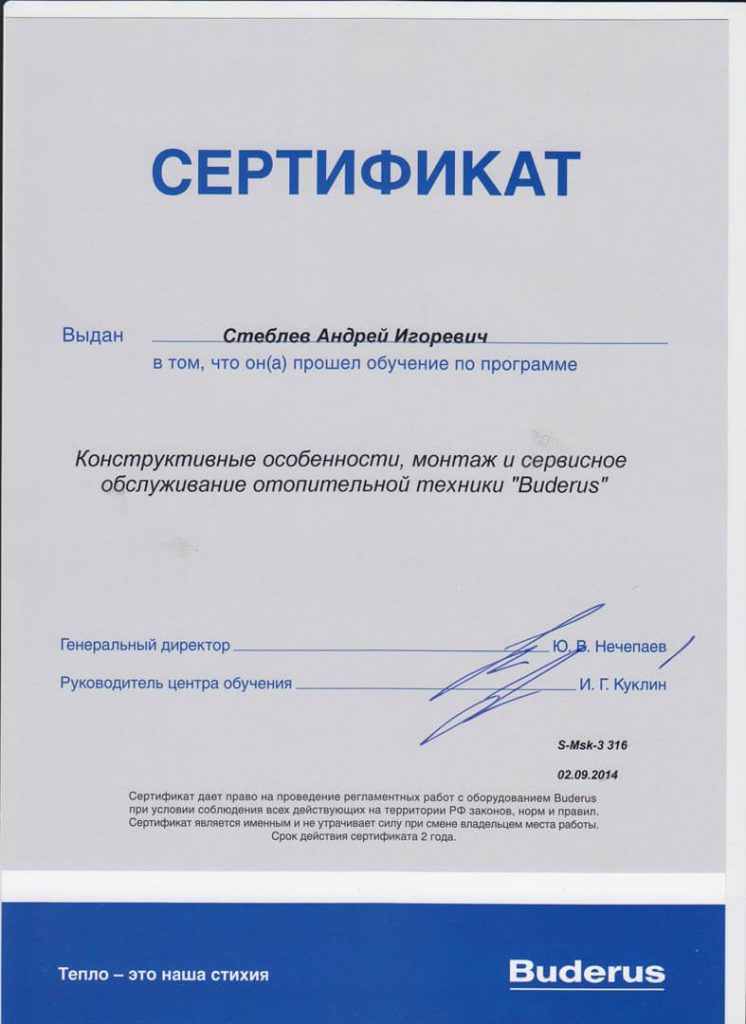 СЕРТИФИКАТ
Выдан Стеблев Андрей Игоревич
в том, что он(а) прошел обучение по программе
Конструктивные особенности, монтаж и сервисное
обслуживание отопительной техники "Buderus"
Генеральный директор Ю. В. Нечепаев
Руководитель центра обучения И. Г. Куклин
S-Msk-3 316
02.09.2014
Сертификат дает право на проведение регламентных работ с оборудованием Buderus
при условии соблюдения всех действующих на территории РФ законов, норм и правил.
Сертификат является именным и не утрачивает силу при смене владельцем места работы.
Срок действия сертификата 2 года.
Тепло – это наша стихия
Buderus